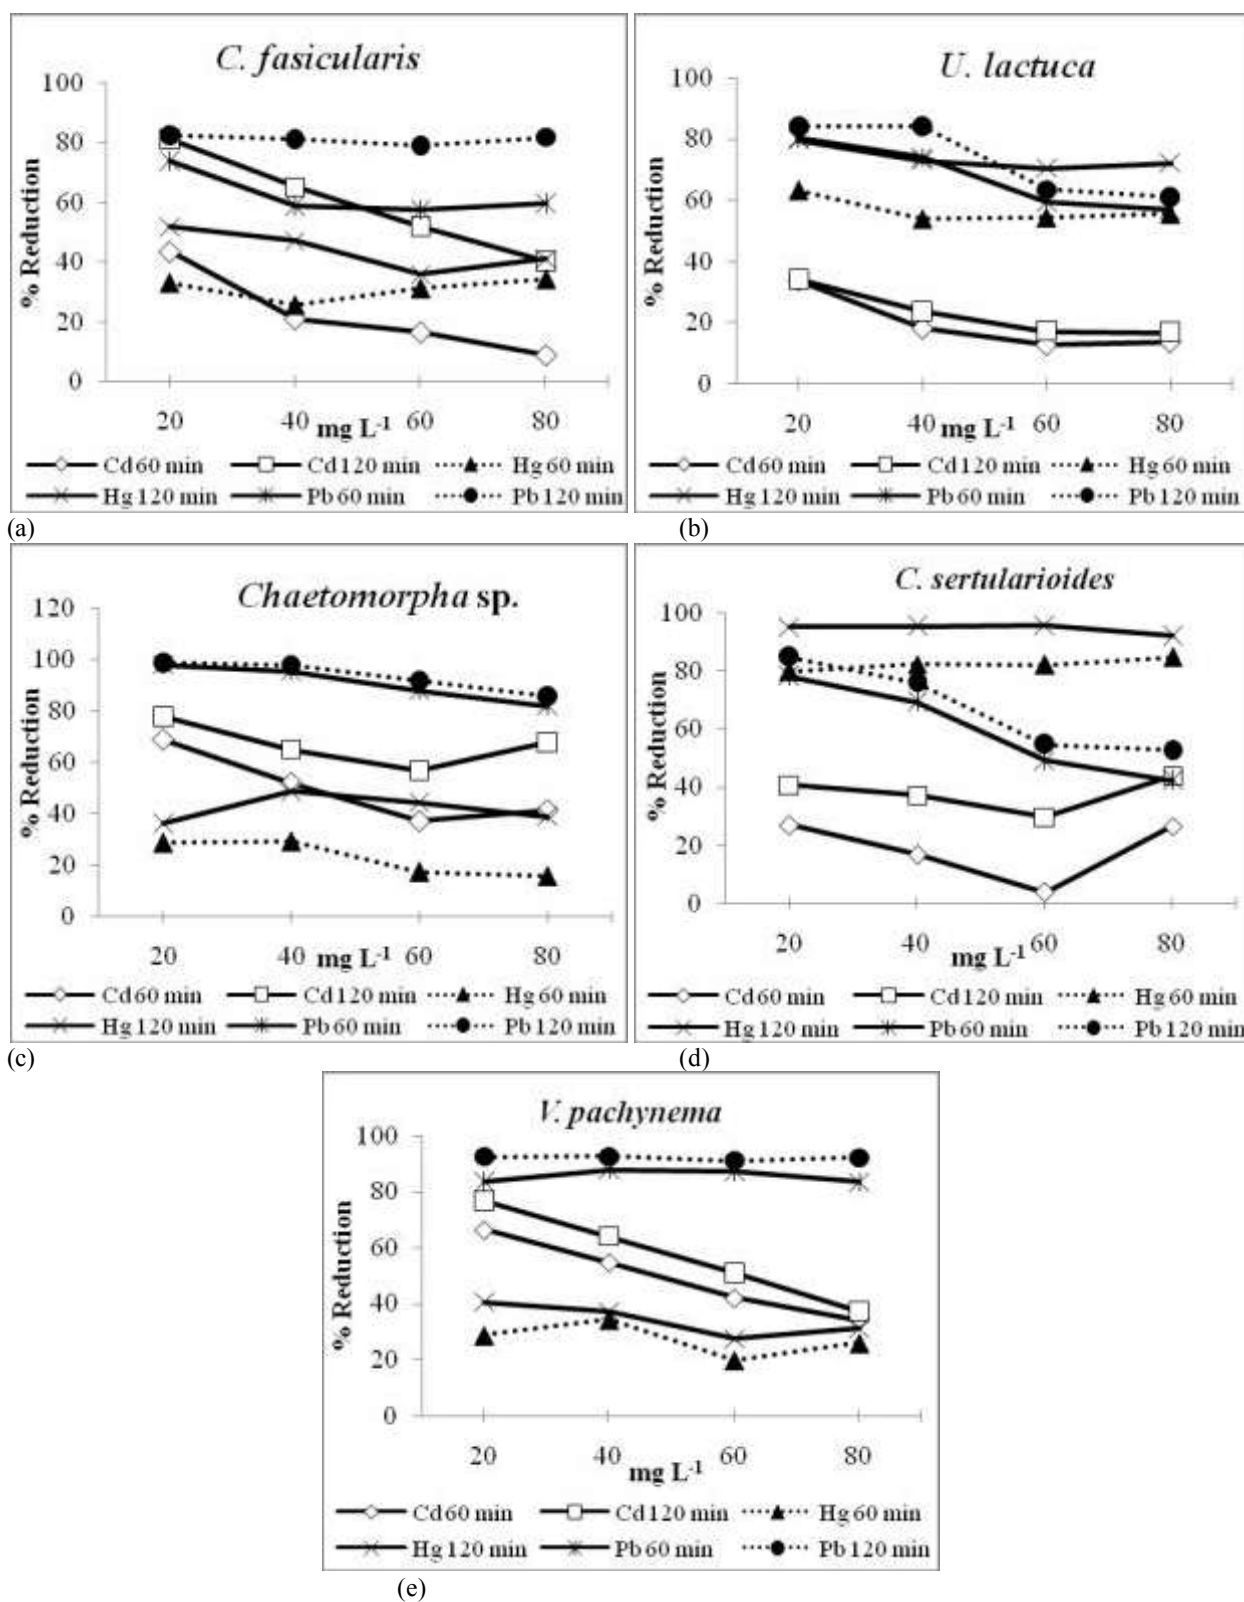 C. fasicularis
% Reduction
100
80
60
40
20
0
20 40 60 80
mg L-1
Cd 60 min Cd 120 min Hg 60 min
Hg 120 min Pb 60 min Pb 120 min
(a)
U. lactuca
% Reduction
100
80
60
40
20
0
20 40 60 80
mg L-1
Cd 60 min Cd 120 min Hg 60 min
Hg 120 min Pb 60 min Pb 120 min
(b)
Chaetomorpha sp.
% Reduction
120
100
80
60
40
20
0
20 40 60 80
mg L-1
Cd 60 min Cd 120 min Hg 60 min
Hg 120 min Pb 60 min Pb 120 min
(c)
C. sertularioides
% Reduction
100
80
60
40
20
0
20 40 60 80
mg L-1
Cd 60 min Cd 120 min Hg 60 min
Hg 120 min Pb 60 min Pb 120 min
(d)
V. pachynema
% Reduction
100
80
60
40
20
0
20 40 60 80
mg L-1
Cd 60 min Cd 120 min Hg 60 min
Hg 120 min Pb 60 min Pb 120 min
(e)